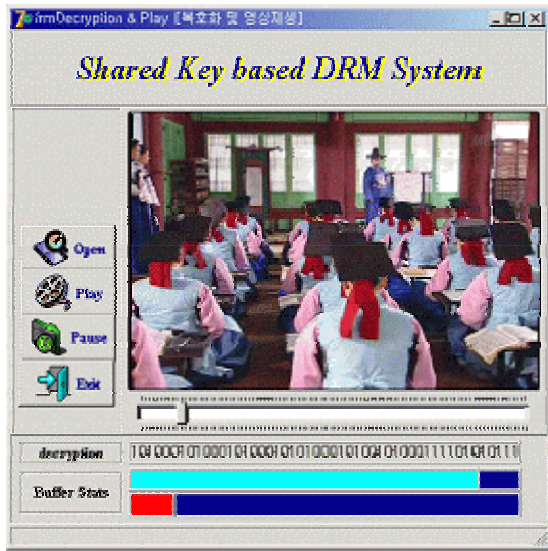 frmDecryption & Play [복호화 및 영상재생]
Shared Key based DRM System
Open
Play
Pause
Exit
decryption
Buffer Stats